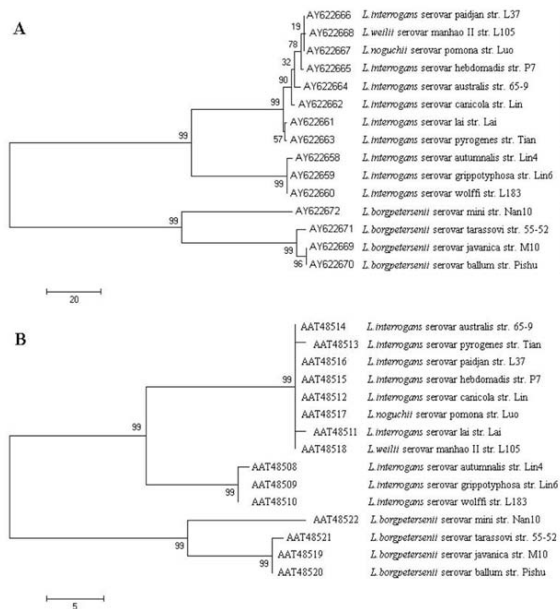 A
19 AY622666 L.interrogans serovar paidjan str. L37
AY622668 L.weilii serovar manhao II str. L105
78 AY622667 L.noguchii serovar pomona str. Luo
32 AY622665 L.interrogans serovar hebdomadis str. P7
90 AY622664 L.interrogans serovar australis str. 65-9
AY622662 L.interrogans serovar canicola str. Lin
99 AY622661 L.interrogans serovar lai str. Lai
57 AY622663 L.interrogans serovar pyrogenes str. Tian
99 AY622658 L.interrogans serovar autumnalis str. Lin4
AY622659 L.interrogans serovar grippotyphosa str. Lin6
99 AY622660 L.interrogans serovar wolffi str. L183
99 AY622672 L.borgpetersenii serovar mini str. Nan10
AY622671 L.borgpetersenii serovar tarassovi str. 55-52
99 AY622669 L.borgpetersenii serovar javanica str. M10
96 AY622670 L.borgpetersenii serovar ballum str. Pishu
20
B
AAT48514 L.interrogans serovar australis str. 65-9
AAT48513 L.interrogans serovar pyrogenes str. Tian
AAT48516 L.interrogans serovar paidjan str. L37
99 AAT48515 L.interrogans serovar hebdomadis str. P7
AAT48512 L.interrogans serovar canicola str. Lin
AAT48517 L.noguchii serovar pomona str. Luo
99 AAT48511 L.interrogans serovar lai str. Lai
AAT48518 L.weilii serovar manhao II str. L105
AAT48508 L.interrogans serovar autumnalis str. Lin4
AAT48509 L.interrogans serovar grippotyphosa str. Lin6
99 AAT48510 L.interrogans serovar wolffi str. L183
AAT48522 L.borgpetersenii serovar mini str. Nan10
99 AAT48521 L.borgpetersenii serovar tarassovi str. 55-52
AAT48519 L.borgpetersenii serovar javanica str. M10
99 AAT48520 L.borgpetersenii serovar ballum str. Pishu
5